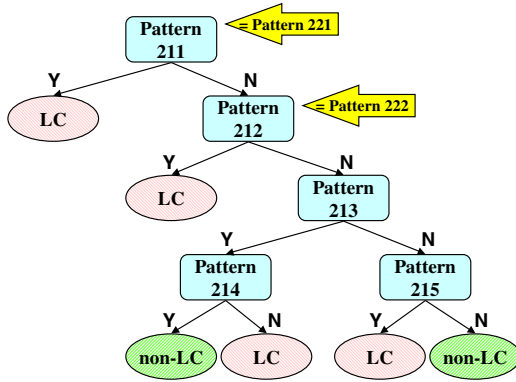 Pattern
211
= Pattern 221
Y
N
LC
Pattern
212
= Pattern 222
Y
N
LC
Pattern
213
Y
N
Pattern
214
Pattern
215
Y
N
Y
N
non-LC
LC
LC
non-LC